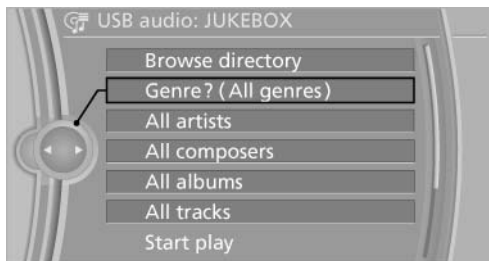 USB audio: JUKEBOX
Browse directory
Genre? (All genres)
All artists
All composers
All albums
All tracks
Start play